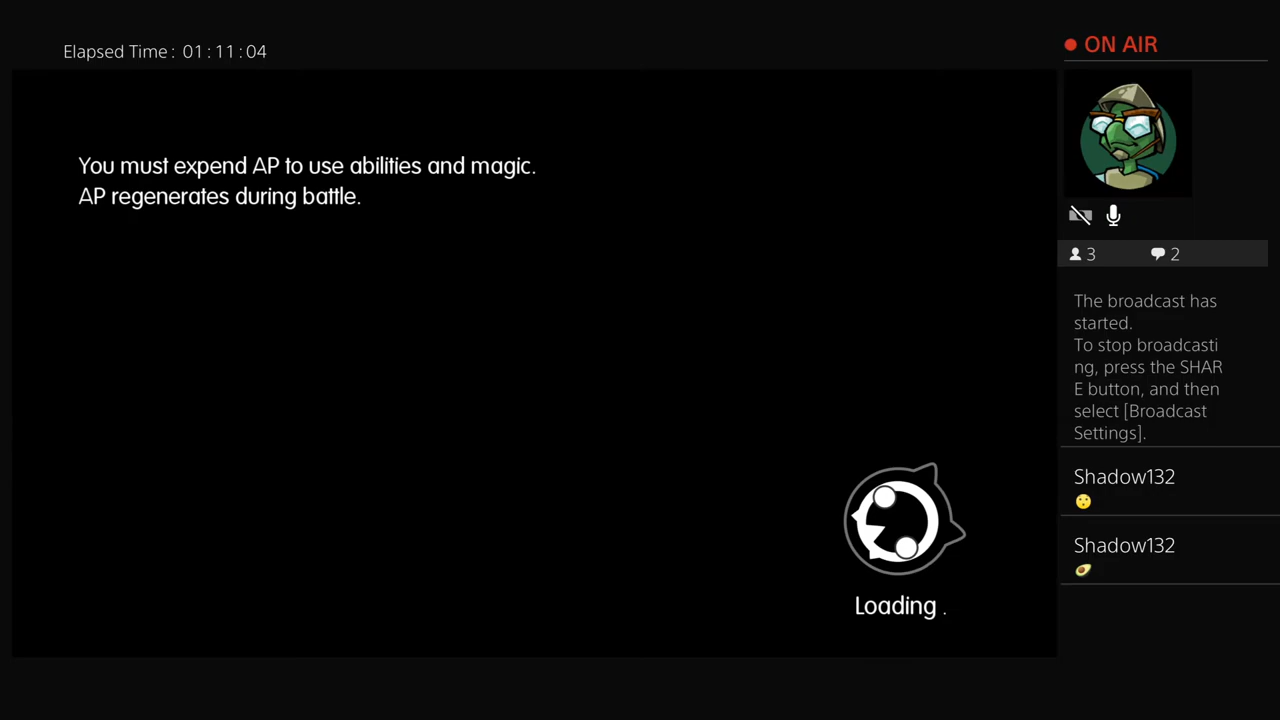 Elapsed Time : 01:11:04
ON AIR
You must expend AP to use abilities and magic.
AP regenerates during battle.
3
2
The broadcast has
started.
To stop broadcasti
ng, press the SHAR
E button, and then
select [Broadcast
Settings].
Shadow132
🙄
Shadow132
🥑
Loading .